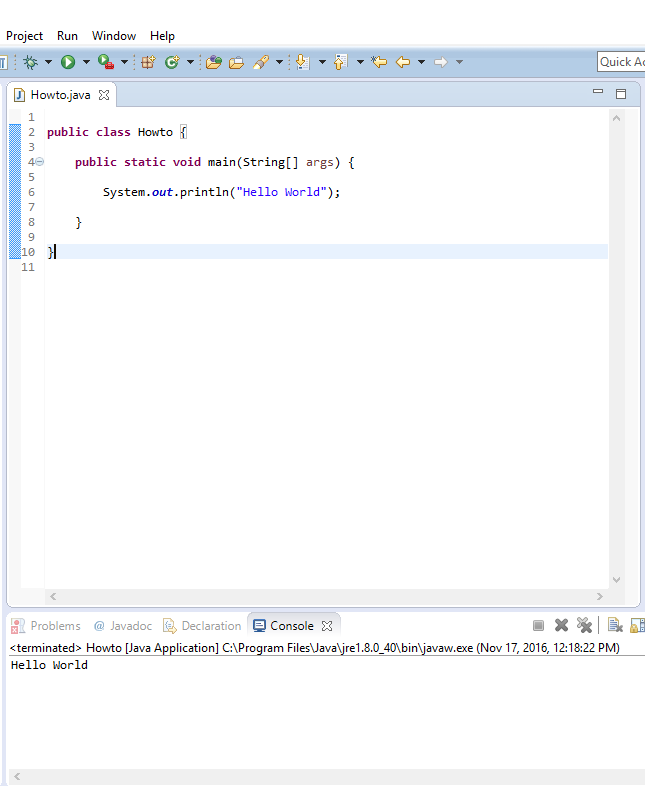 Project Run Window Help
Quick Ac
Howto.java
1
2 public class Howto {
3
4 public static void main(String[] args) {
5
6 System.out.println("Hello World");
7
8 }
9
10 }
11
Problems @ Javadoc Declaration Console
<terminated> Howto [Java Application] C:\Program Files\Java\jre1.8.0_40\bin\javaw.exe (Nov 17, 2016, 12:18:22 PM)
Hello World